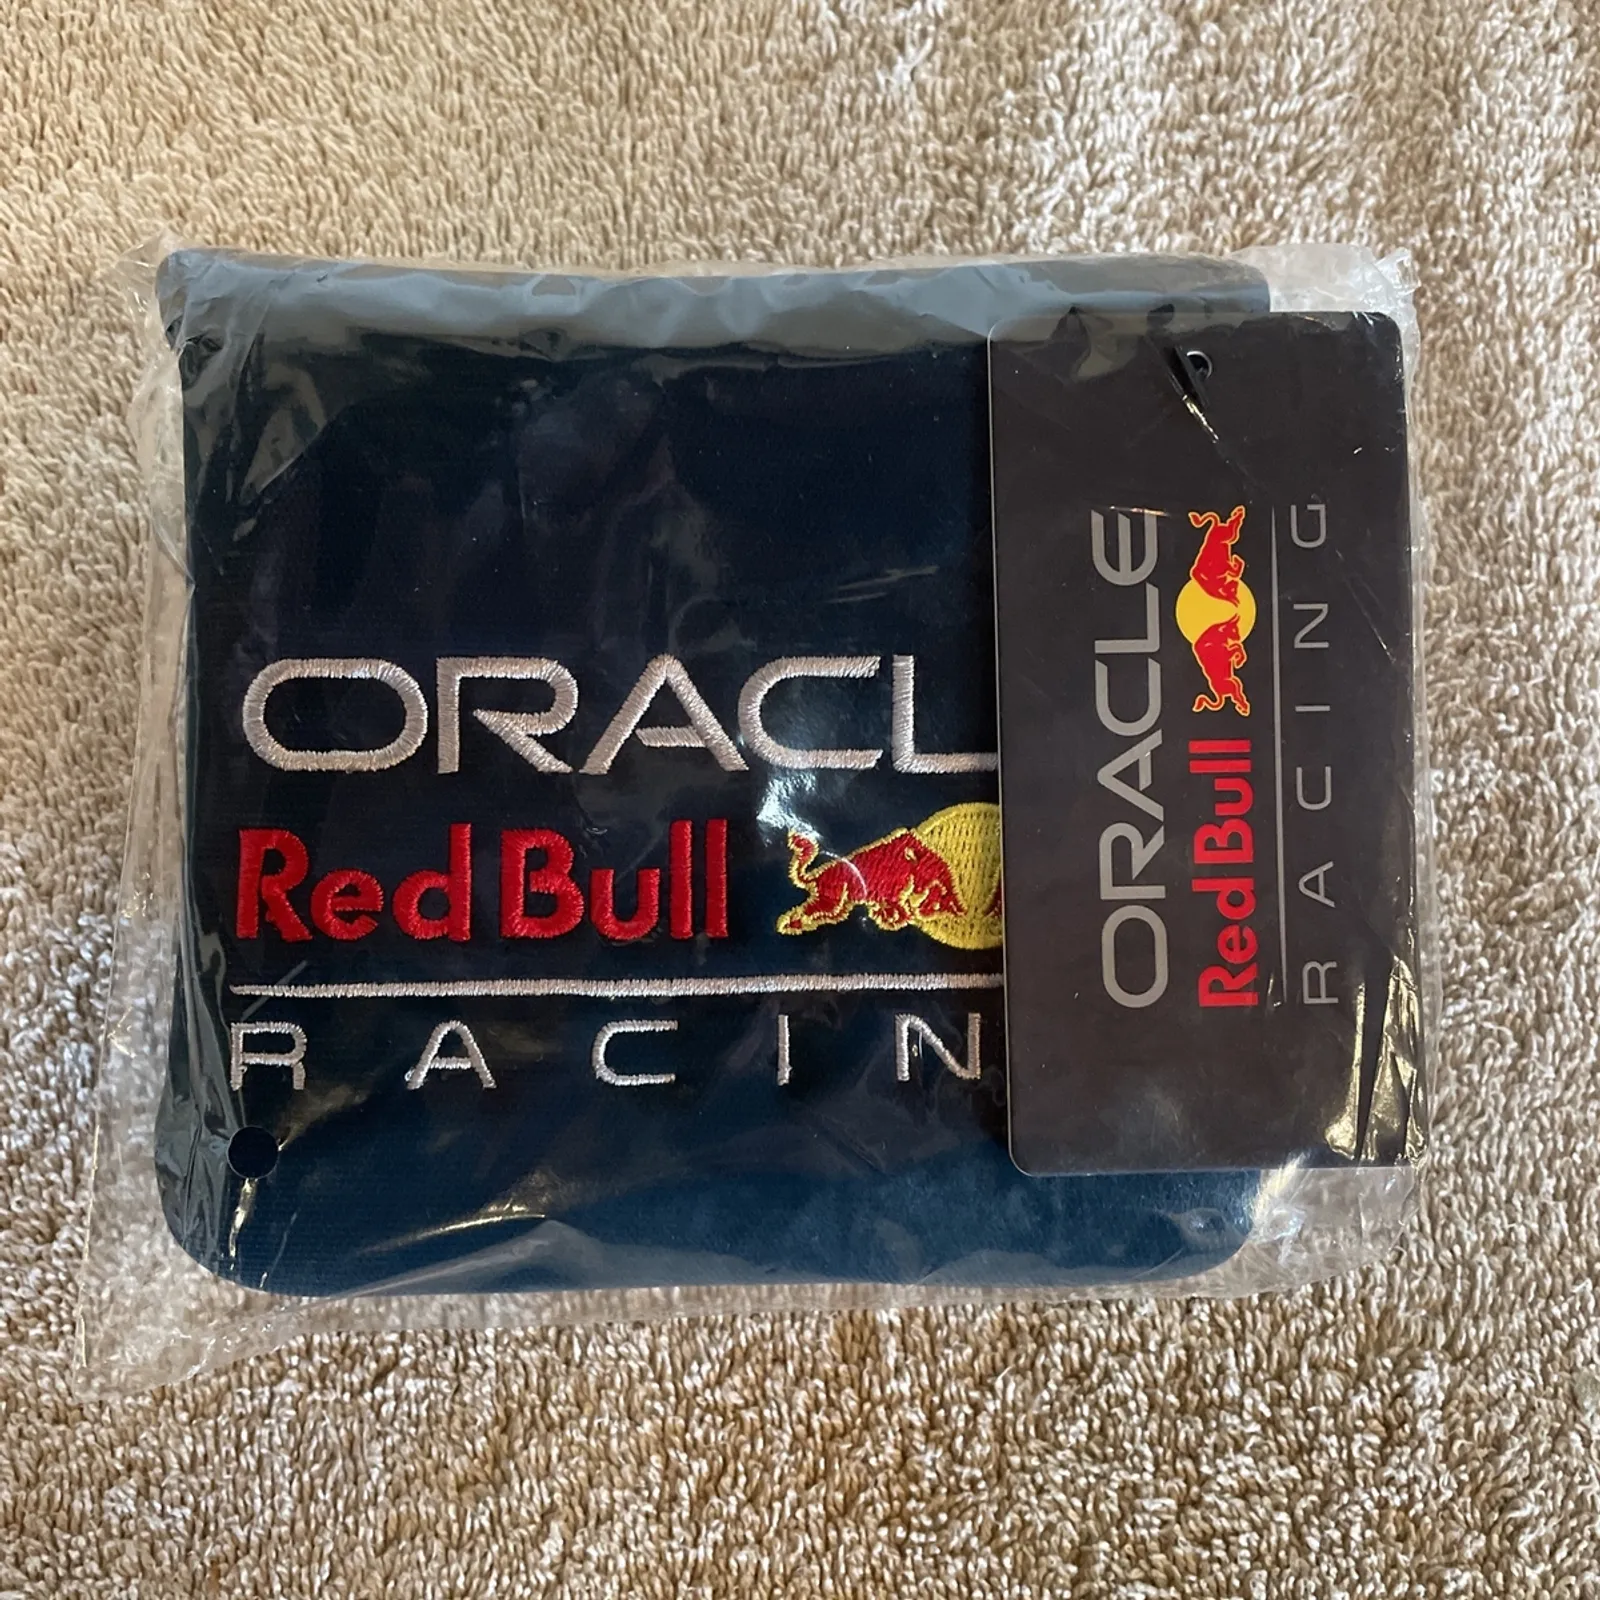 ORACL
Red Bull
RACIN
ORACLE
Red Bull
RACING